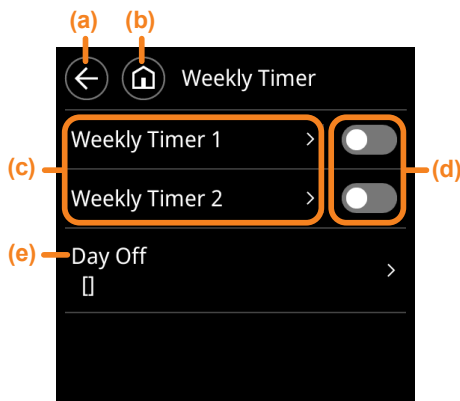 (a) (b)
Weekly Timer
Weekly Timer 1 >
(c) (d)
Weekly Timer 2 >
(e) Day Off
[] >